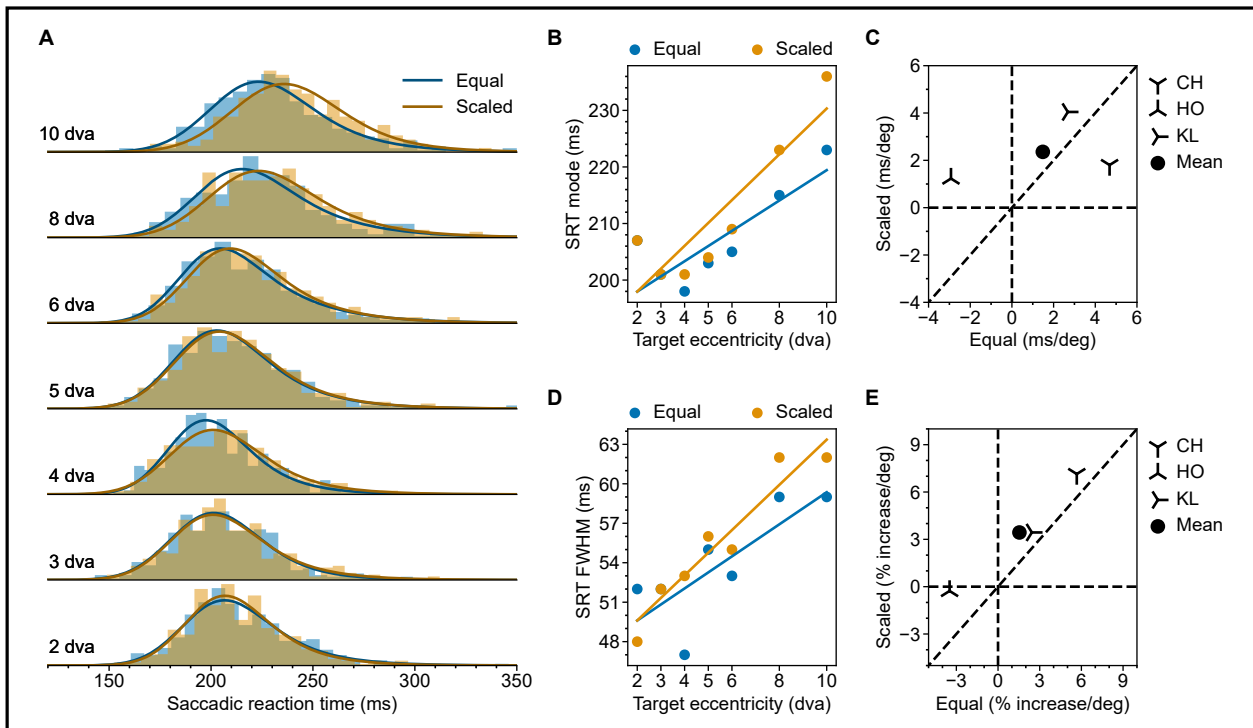 A
Equal
Scaled
10 dva
8 dva
6 dva
5 dva
4 dva
3 dva
2 dva
150 200 250 300 350
Saccadic reaction time (ms)
B
Equal Scaled
SRT mode (ms)
230
220
210
200
2 3 4 5 6 8 10
Target eccentricity (dva)
C
Scaled (ms/deg)
6
4
2
0
−2
−4
−4 −2 0 2 4 6
Equal (ms/deg)
CH
HO
KL
Mean
D
Equal Scaled
SRT FWHM (ms)
63
60
57
54
51
48
2 3 4 5 6 8 10
Target eccentricity (dva)
E
Scaled (% increase/deg)
9
6
3
0
−3
−3 0 3 6 9
Equal (% increase/deg)
CH
HO
KL
Mean